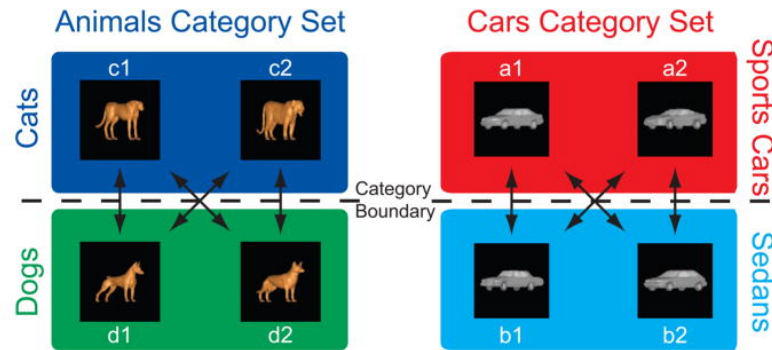 Animals Category Set
Cars Category Set
Cats
c1
c2
a1
a2
Sports Cars
Category
Boundary
Dogs
d1
d2
b1
b2
Sedans